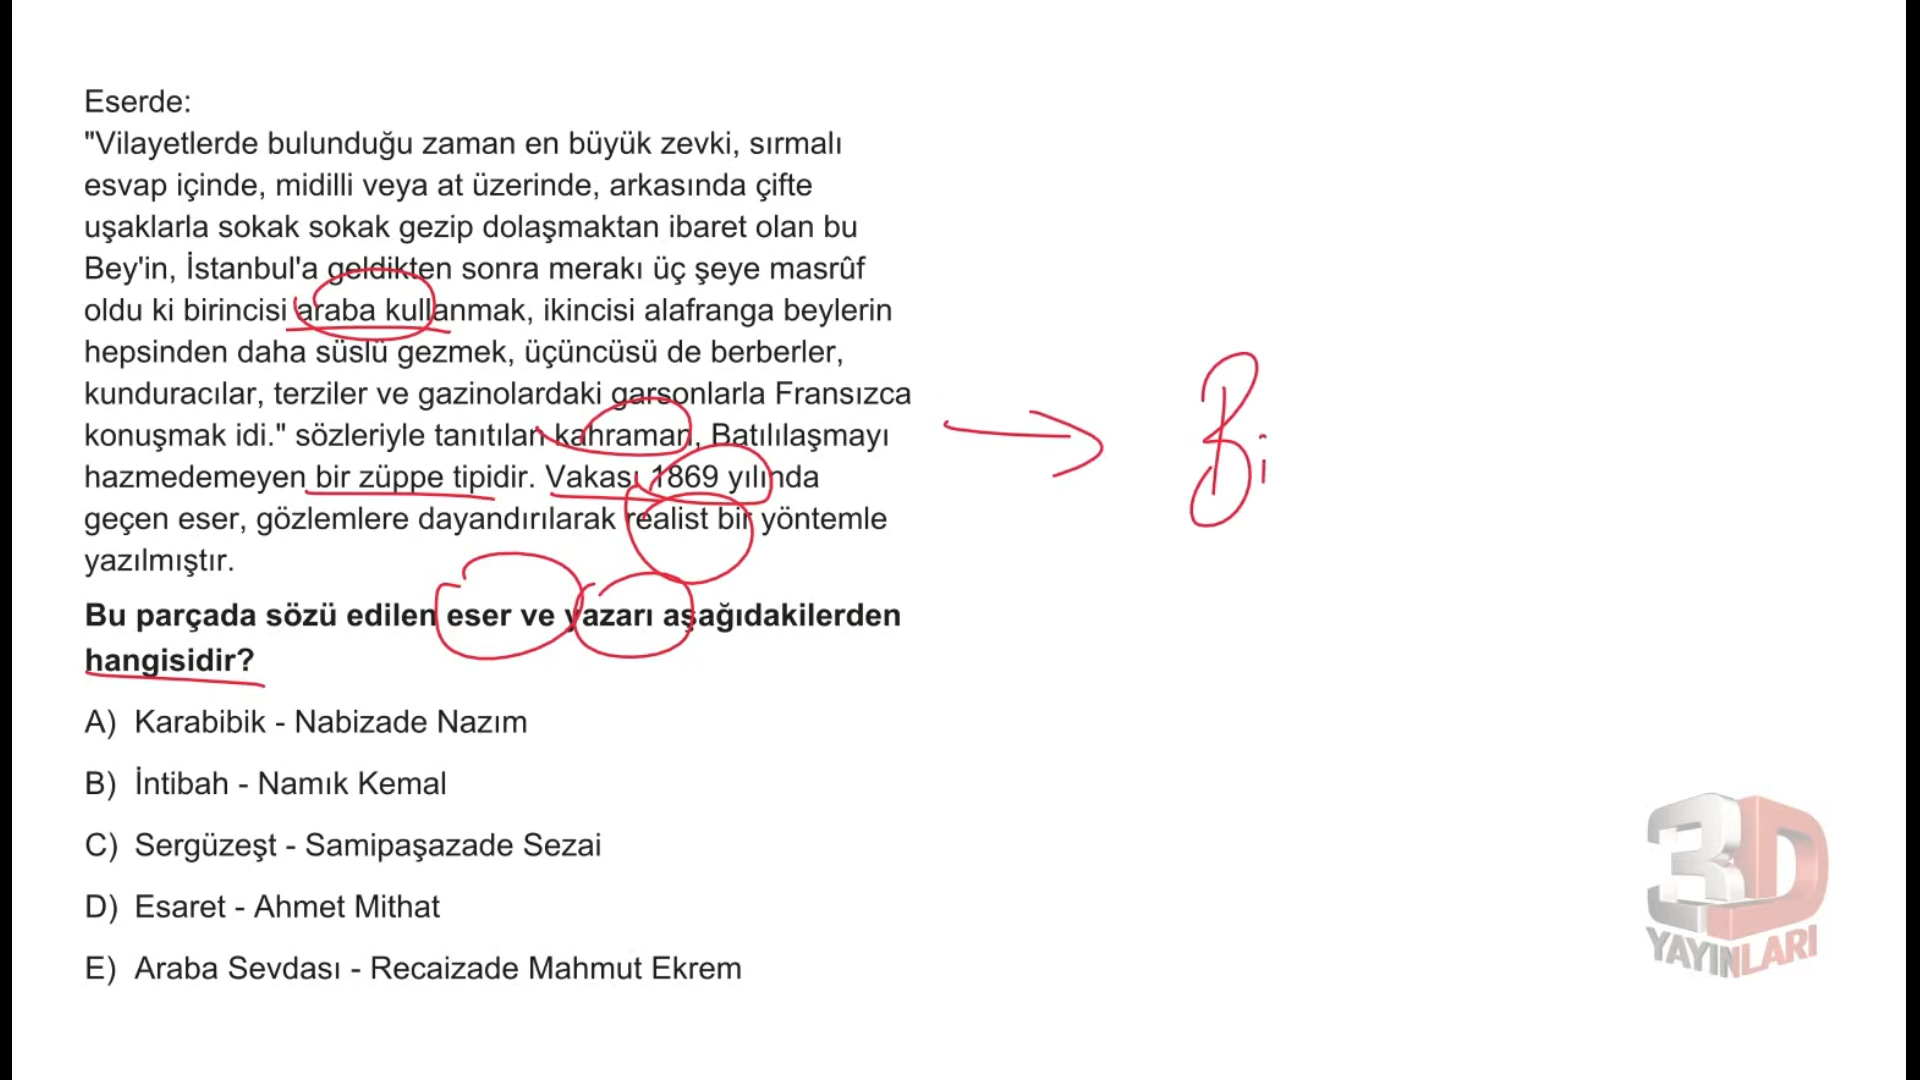 Eserde:
"Vilayetlerde bulunduğu zaman en büyük zevki, sırmalı
esvap içinde, midilli veya at üzerinde, arkasında çifte
uşaklarla sokak sokak gezip dolaşmaktan ibaret olan bu
Bey'in, İstanbul'a geldikten sonra merakı üç şeye masrûf
oldu ki birincisi araba kullanmak, ikincisi alafranga beylerin
hepsinden daha süslü gezmek, üçüncüsü de berberler,
kunduracılar, terziler ve gazinolardaki garsonlarla Fransızca
konuşmak idi." sözleriyle tanıtılan kahraman, Batılılaşmayı
hazmedemeyen bir züppe tipidir. Vakası 1869 yılında
geçen eser, gözlemlere dayandırılarak realist bir yöntemle
yazılmıştır.
Bu parçada sözü edilen eser ve yazarı aşağıdakilerden
hangisidir?
A) Karabibik - Nabizade Nazım
B) İntibah - Namık Kemal
C) Sergüzeşt - Samipaşazade Sezai
D) Esaret - Ahmet Mithat
E) Araba Sevdası - Recaizade Mahmut Ekrem
Bi
3D
YAYINLARI